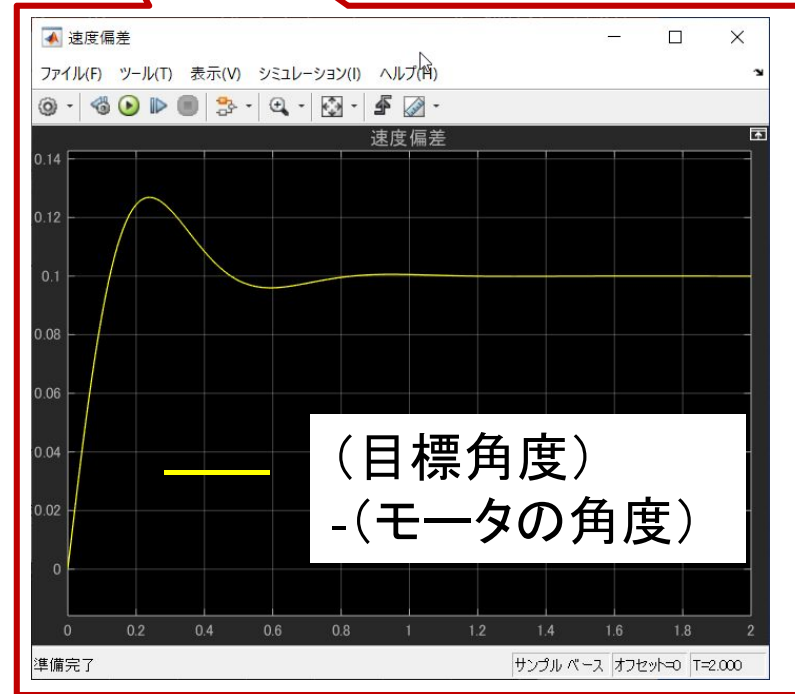 速度偏差
ファイル(F) ツール(T) 表示(V) シミュレーション(I) ヘルプ(H)
速度偏差
0.14
0.12
0.1
0.08
0.06
0.04
0.02
0
(目標角度)
-(モータの角度)
0 0.2 0.4 0.6 0.8 1 1.2 1.4 1.6 1.8 2
準備完了 サンプル ベース オフセット=0 T=2.000